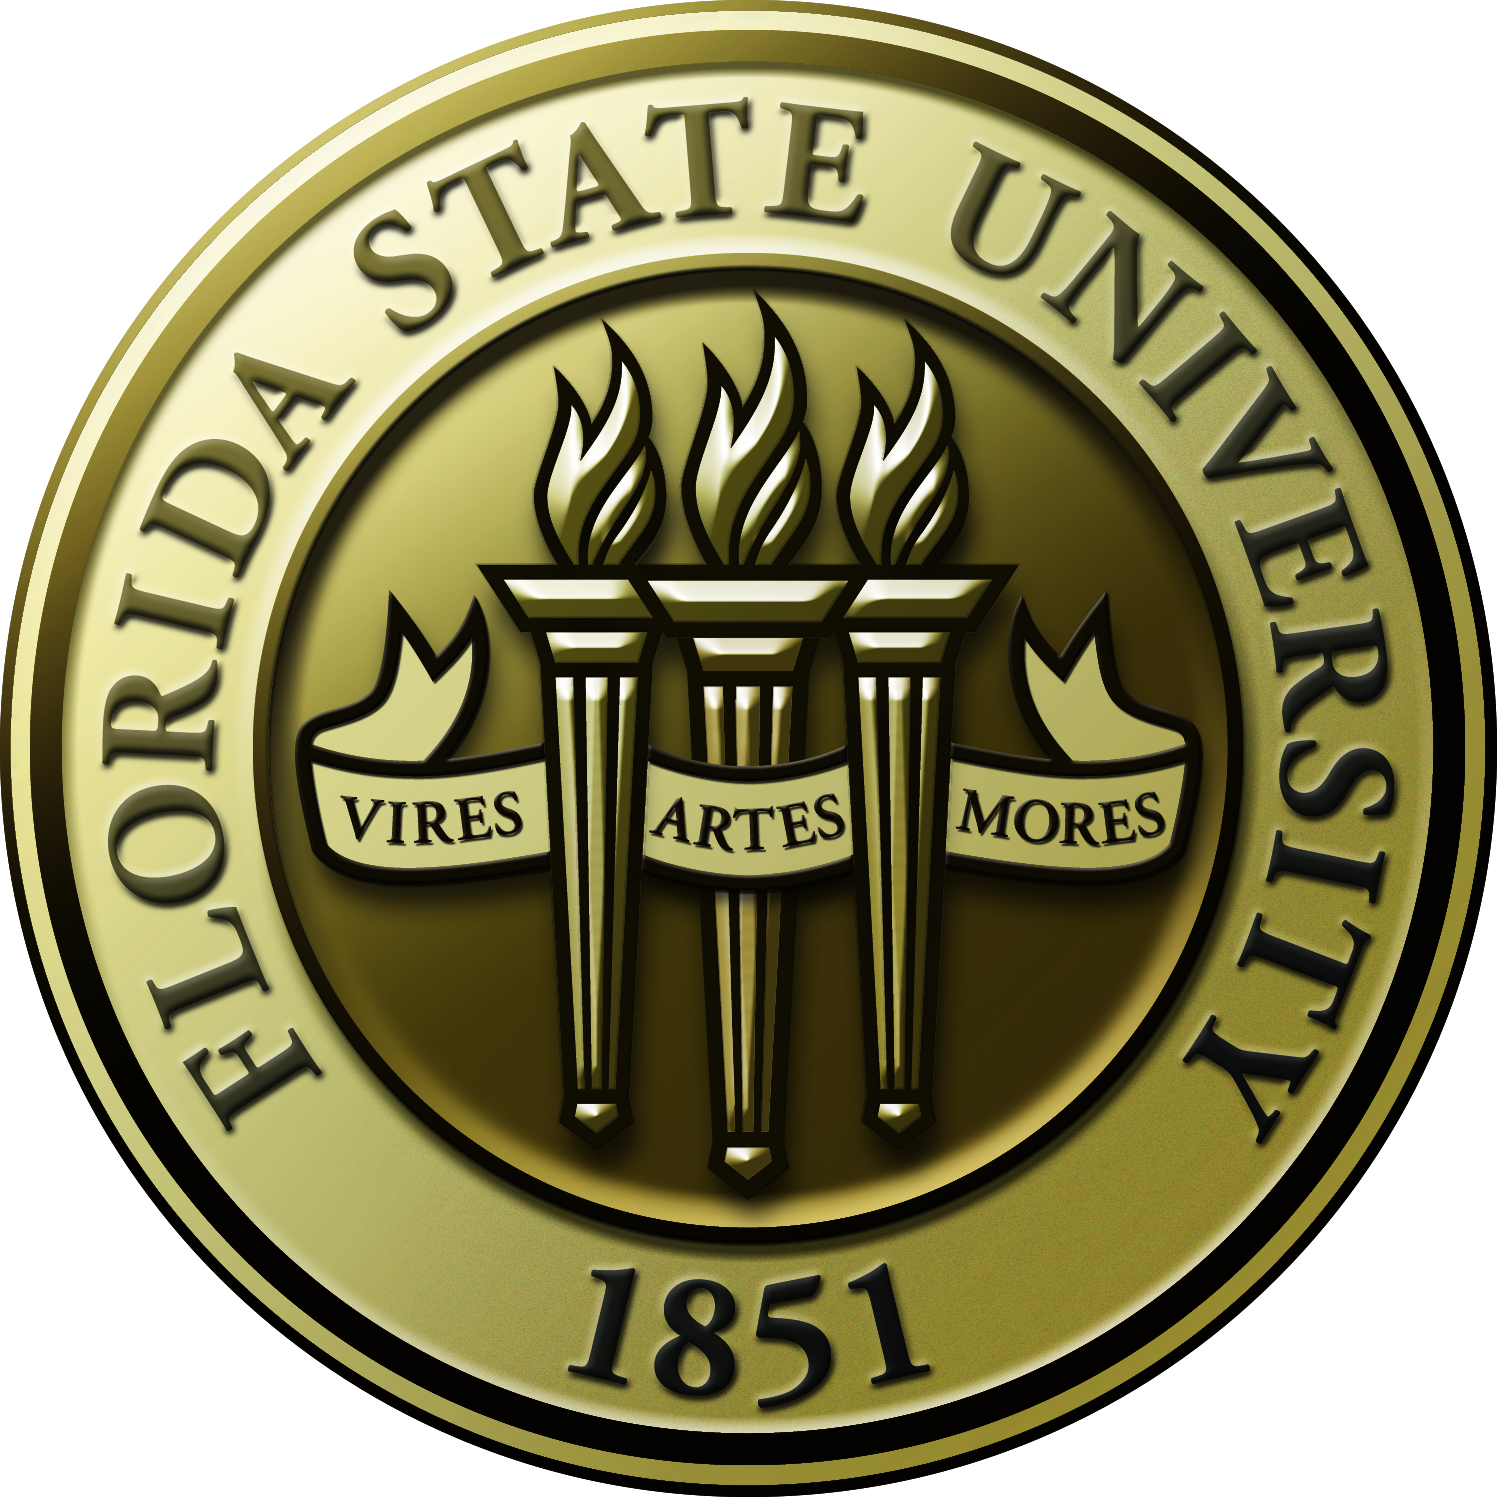 FLORIDA STATE UNIVERSITY
VIRES ARTES MORES
1851